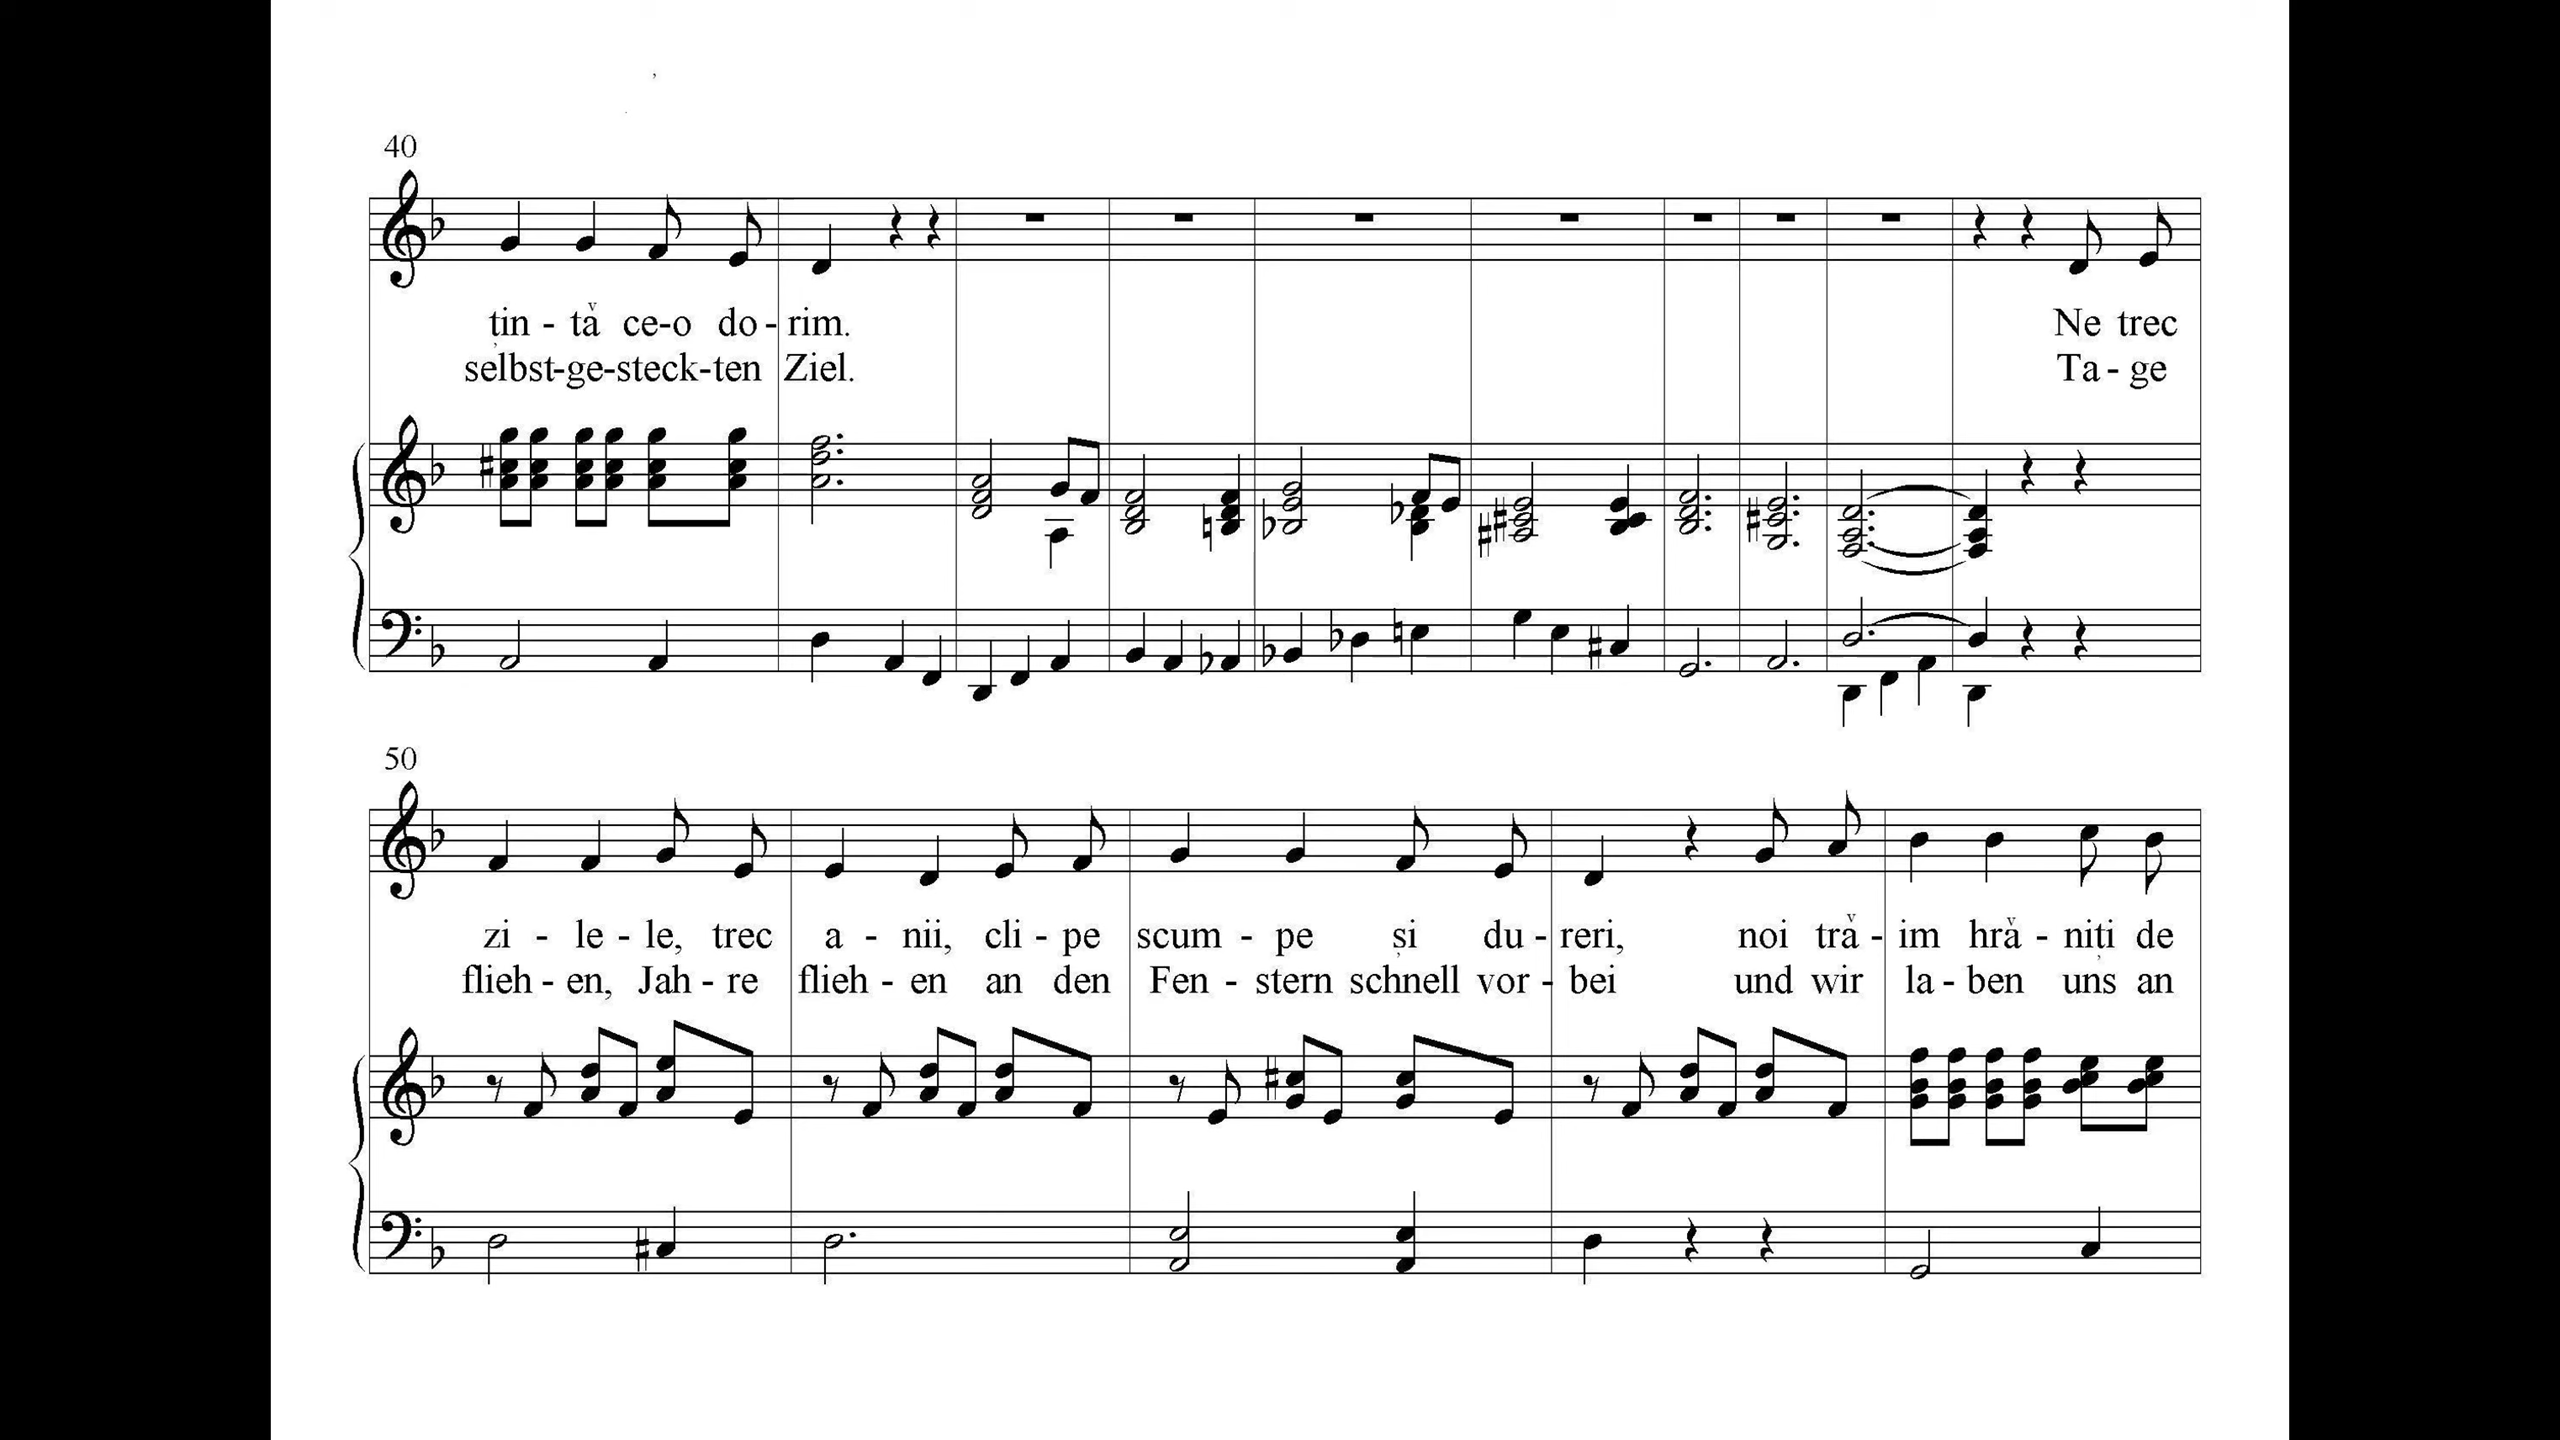 40
țin - tă ce-o do - rim. Ne trec
selbst-ge-steck-ten Ziel. Ta - ge
50
zi - le - le, trec a - nii, cli - pe scum - pe și du - reri, noi tră - im hră - niți de
flieh - en, Jah - re flieh - en an den Fen - stern schnell vor - bei und wir la - ben uns an